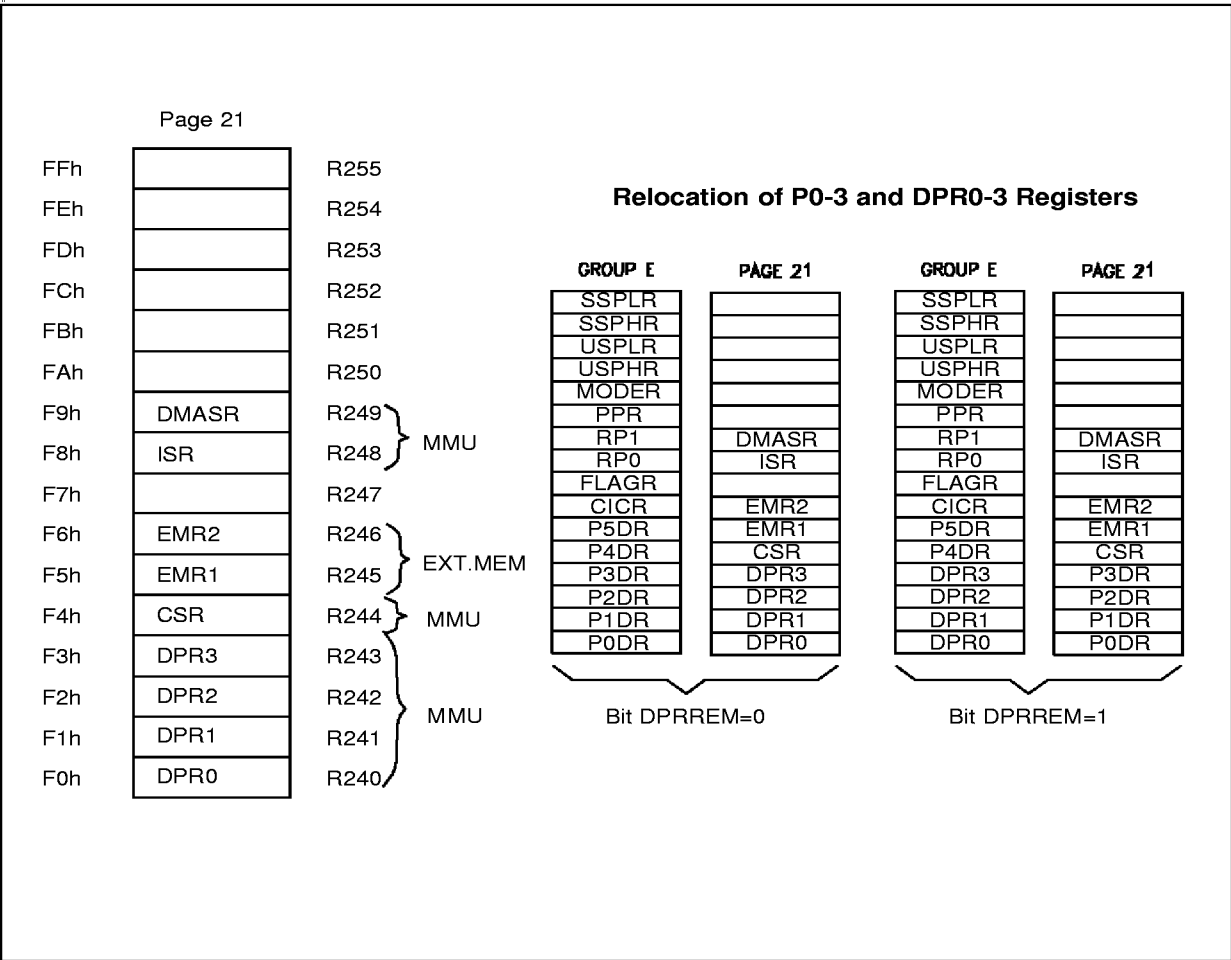 Page 21
FFh R255
FEh R254
FDh R253
FCh R252
FBh R251
FAh R250
F9h DMASR R249
F8h ISR R248
MMU
F7h R247
F6h EMR2 R246
F5h EMR1 R245
EXT.MEM
F4h CSR R244 MMU
F3h DPR3 R243
F2h DPR2 R242
F1h DPR1 R241
F0h DPR0 R240
MMU
Relocation of P0-3 and DPR0-3 Registers
GROUP E PAGE 21 GROUP E PAGE 21
SSPLR SSPLR
SSPHR SSPHR
USPLR USPLR
USPHR USPHR
MODER MODER
PPR PPR
RP1 DMASR RP1 DMASR
RP0 ISR RP0 ISR
FLAGR FLAGR
CICR EMR2 CICR EMR2
P5DR EMR1 P5DR EMR1
P4DR CSR P4DR CSR
P3DR DPR3 DPR3 P3DR
P2DR DPR2 DPR2 P2DR
P1DR DPR1 DPR1 P1DR
P0DR DPR0 DPR0 P0DR
Bit DPRREM=0 Bit DPRREM=1